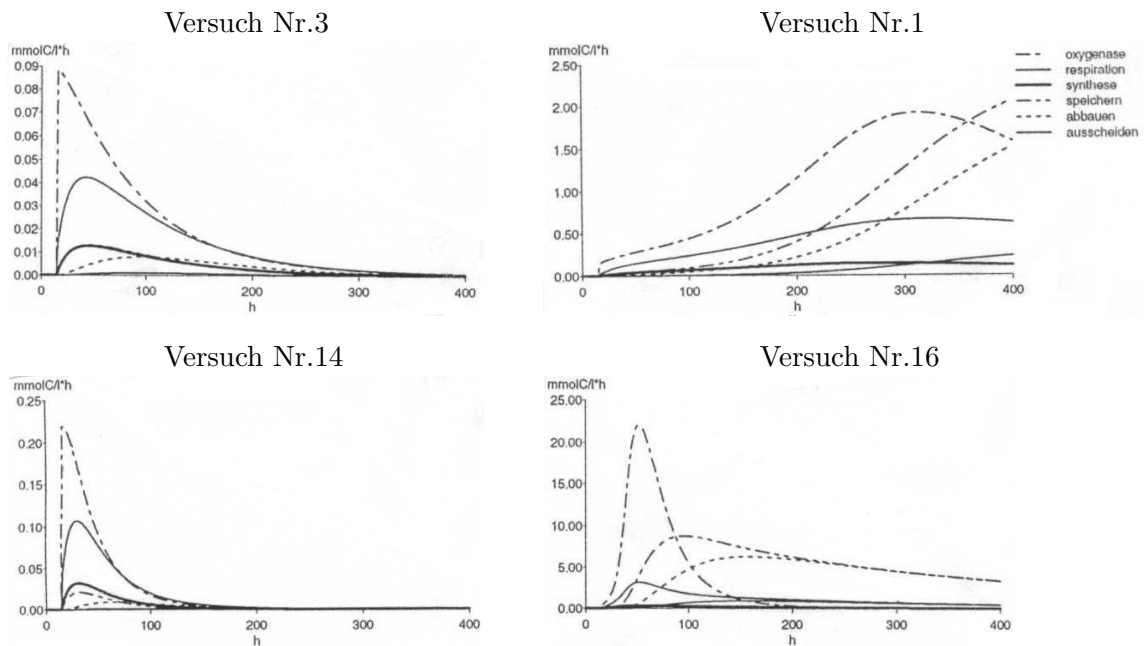 Versuch Nr.3
mmolC/l*h
0.09
0.08
0.07
0.06
0.05
0.04
0.03
0.02
0.01
0.00
0 100 200 300 400
h
Versuch Nr.1
mmolC/l*h
2.50
2.00
1.50
1.00
0.50
0.00
0 100 200 300 400
h
oxygenase
respiration
synthese
speichern
abbauen
ausscheiden
Versuch Nr.14
mmolC/l*h
0.25
0.20
0.15
0.10
0.05
0.00
0 100 200 300 400
h
Versuch Nr.16
mmolC/l*h
25.00
20.00
15.00
10.00
5.00
0.00
0 100 200 300 400
h